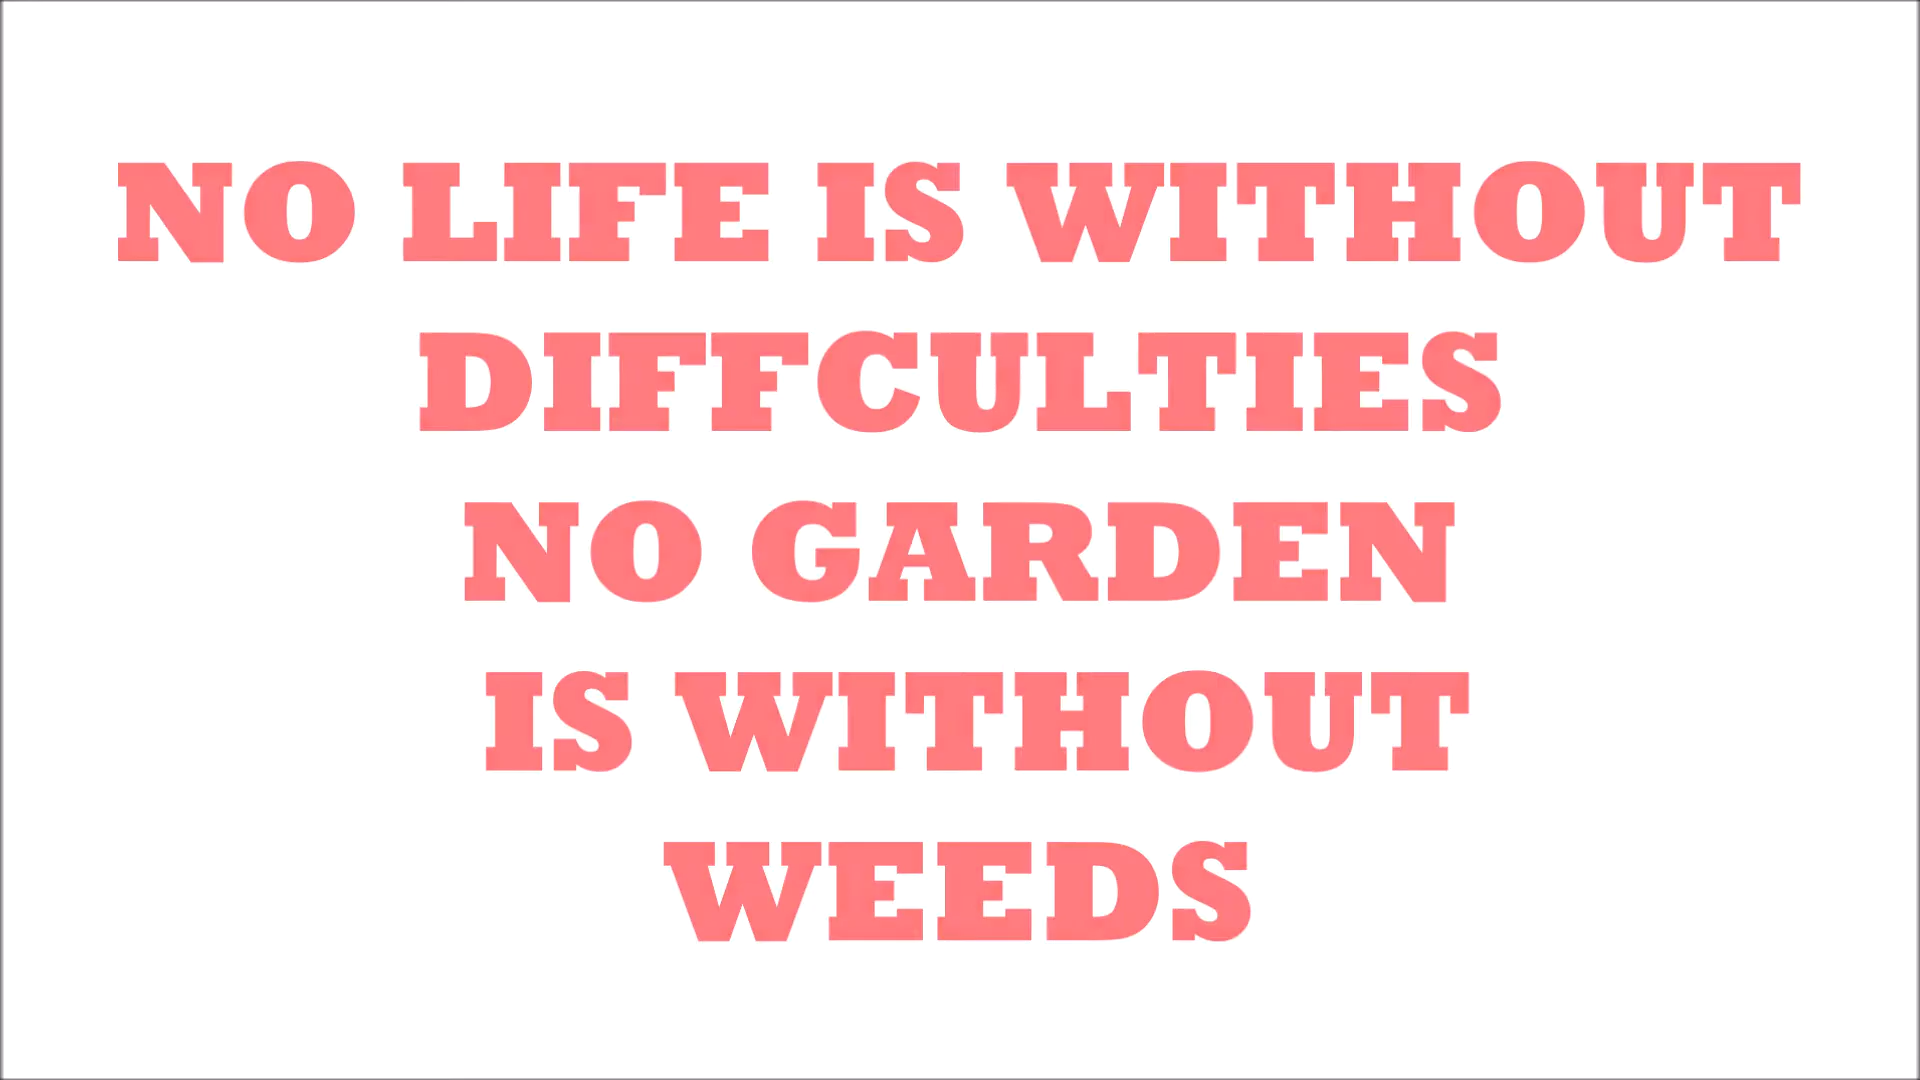 NO LIFE IS WITHOUT
DIFFCULTIES
NO GARDEN
IS WITHOUT
WEEDS